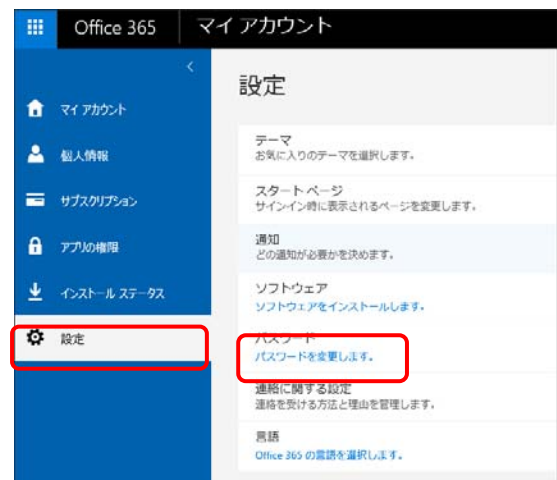 Office 365
マイ アカウント
マイ アカウント
個人情報
サブスクリプション
アプリの権限
インストール ステータス
設定
設定
テーマ
お気に入りのテーマを選択します。
スタート ページ
サインイン時に表示されるページを変更します。
通知
どの通知が必要かを決めます。
ソフトウェア
ソフトウェアをインストールします。
パスワード
パスワードを変更します。
連絡に関する設定
連絡を受ける方法と理由を管理します。
言語
Office 365 の言語を選択します。